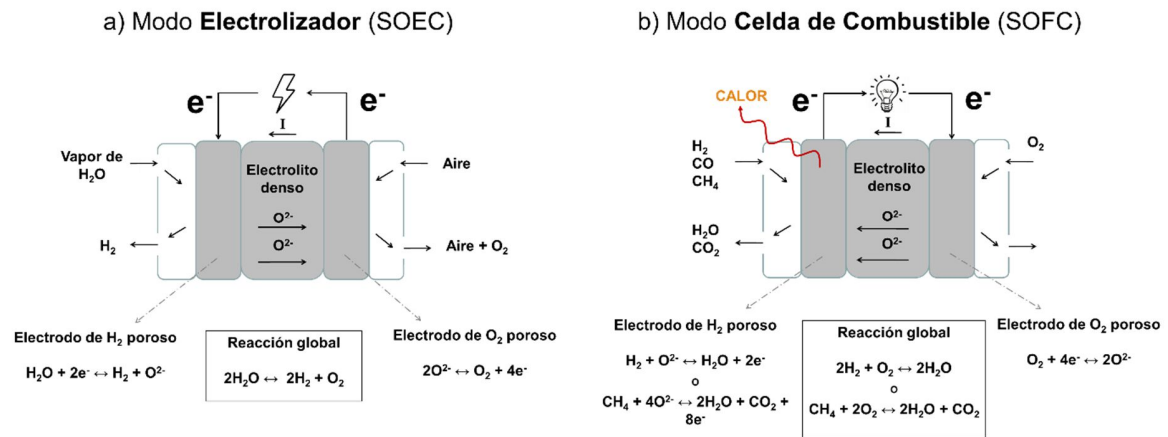 a) Modo Electrolizador (SOEC)
e⁻
e⁻
I
Vapor de
H₂O
Electrolito
denso
Aire
O²⁻
O²⁻
H₂
Aire + O₂
Electrodo de H₂ poroso
H₂O + 2e⁻ ↔ H₂ + O²⁻
Reacción global
2H₂O ↔ 2H₂ + O₂
Electrodo de O₂ poroso
2O²⁻ ↔ O₂ + 4e⁻
b) Modo Celda de Combustible (SOFC)
CALOR
e⁻
e⁻
I
H₂
CO
CH₄
Electrolito
denso
O₂
O²⁻
O²⁻
H₂O
CO₂
Electrodo de H₂ poroso
H₂ + O²⁻ ↔ H₂O + 2e⁻
o
CH₄ + 4O²⁻ ↔ 2H₂O + CO₂ +
8e⁻
Reacción global
2H₂ + O₂ ↔ 2H₂O
o
CH₄ + 2O₂ ↔ 2H₂O + CO₂
Electrodo de O₂ poroso
O₂ + 4e⁻ ↔ 2O²⁻